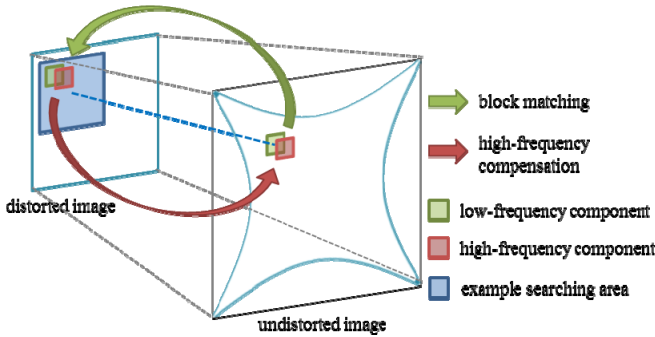 block matching
high-frequency
compensation
distorted image
low-frequency component
high-frequency component
example searching area
undistorted image